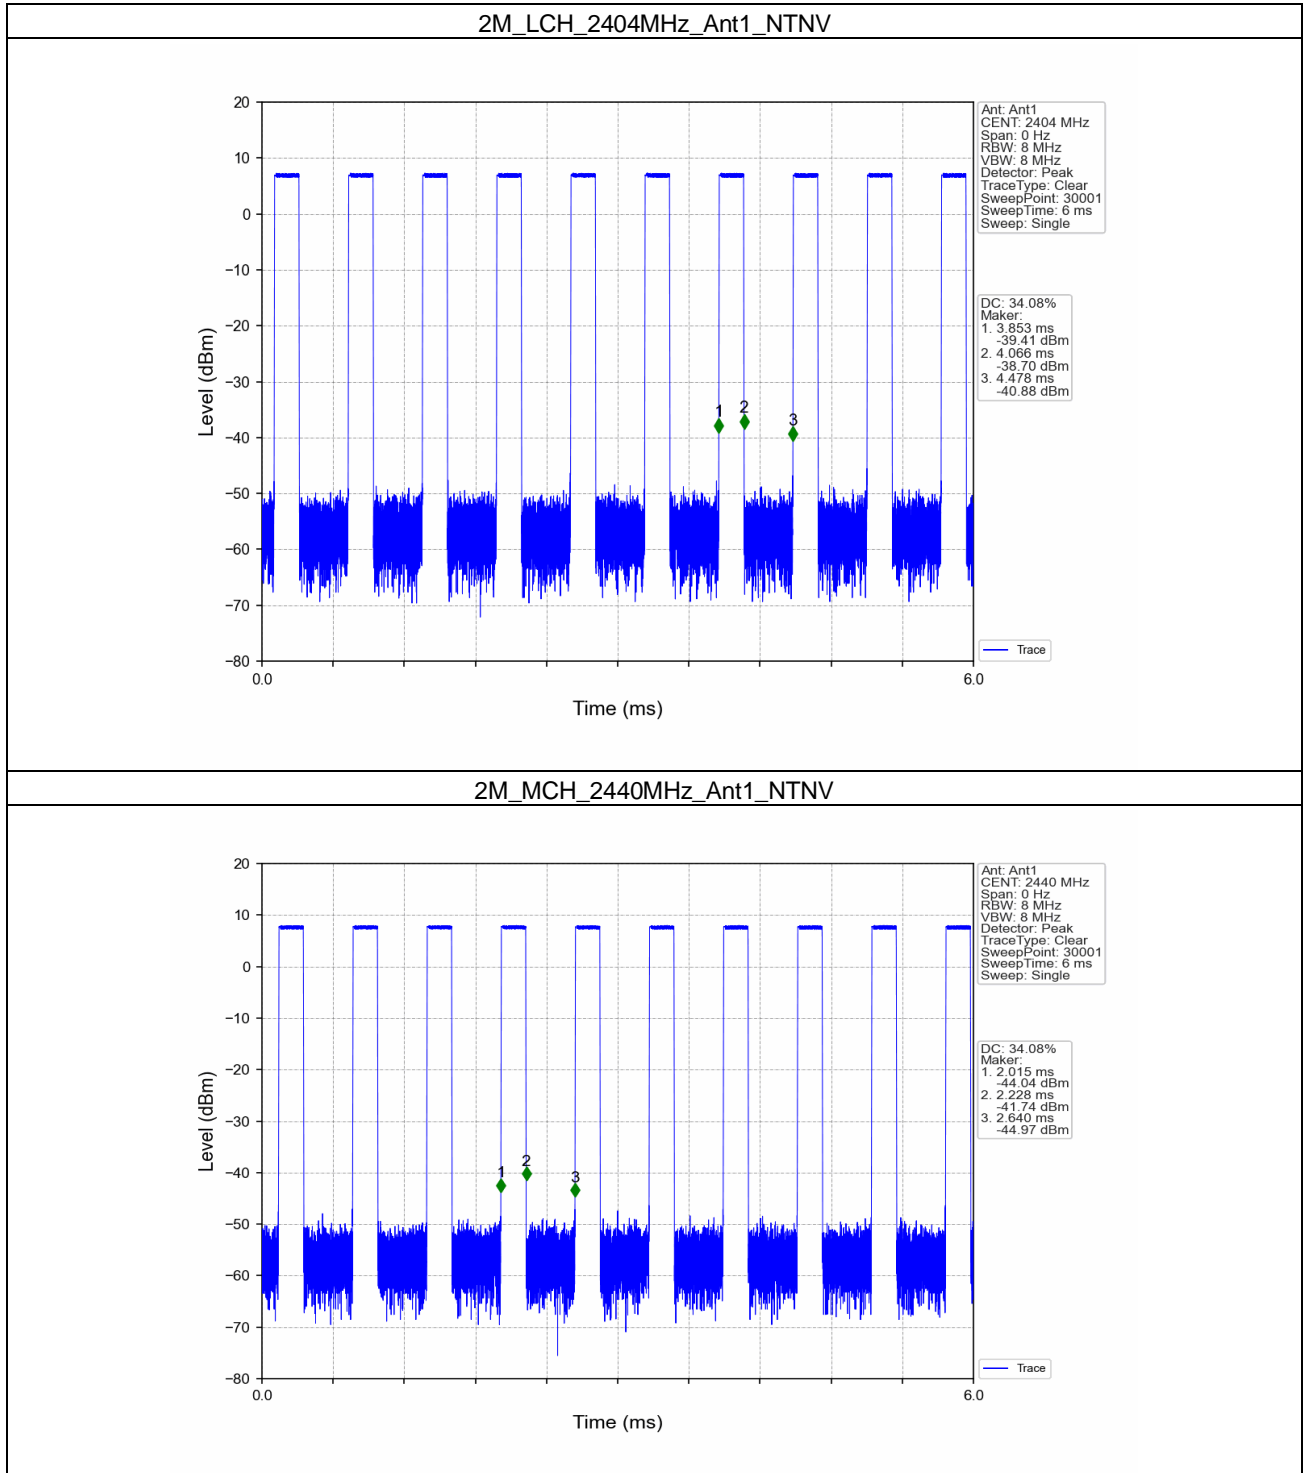 2M_LCH_2404MHz_Ant1_NTNV
20
10
0
−10
−20
−30
−40
−50
−60
−70
−80
Level (dBm)
0.0
6.0
Time (ms)
1
2
3
Ant: Ant1
CENT: 2404 MHz
Span: 0 Hz
RBW: 8 MHz
VBW: 8 MHz
Detector: Peak
TraceType: Clear
SweepPoint: 30001
SweepTime: 6 ms
Sweep: Single
DC: 34.08%
Maker:
1. 3.853 ms
-39.41 dBm
2. 4.066 ms
-38.70 dBm
3. 4.478 ms
-40.88 dBm
Trace
2M_MCH_2440MHz_Ant1_NTNV
20
10
0
−10
−20
−30
−40
−50
−60
−70
−80
Level (dBm)
0.0
6.0
Time (ms)
1
2
3
Ant: Ant1
CENT: 2440 MHz
Span: 0 Hz
RBW: 8 MHz
VBW: 8 MHz
Detector: Peak
TraceType: Clear
SweepPoint: 30001
SweepTime: 6 ms
Sweep: Single
DC: 34.08%
Maker:
1. 2.015 ms
-44.04 dBm
2. 2.228 ms
-41.74 dBm
3. 2.640 ms
-44.97 dBm
Trace